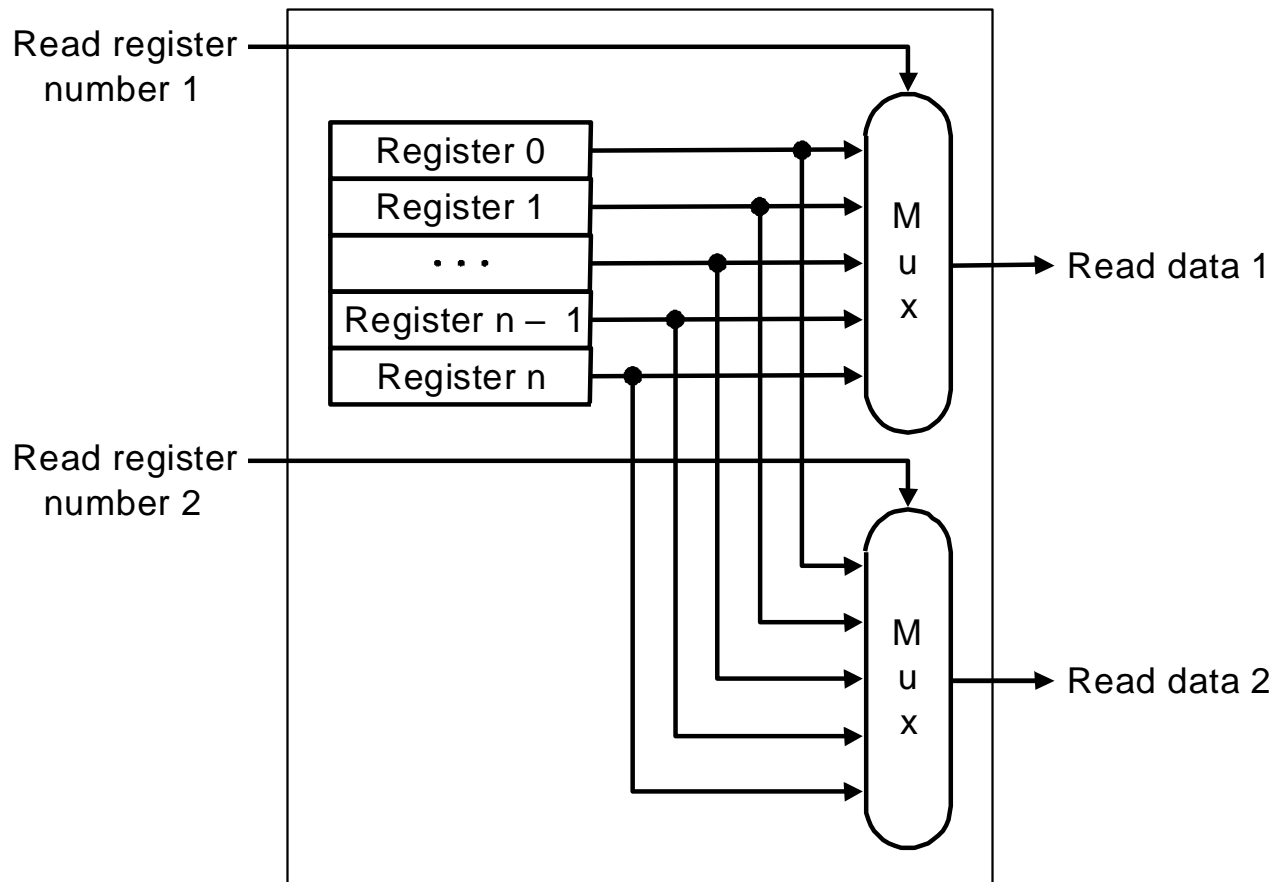 Read register
number 1
Register 0
Register 1
. . .
Register n – 1
Register n
M
u
x
Read data 1
Read register
number 2
M
u
x
Read data 2